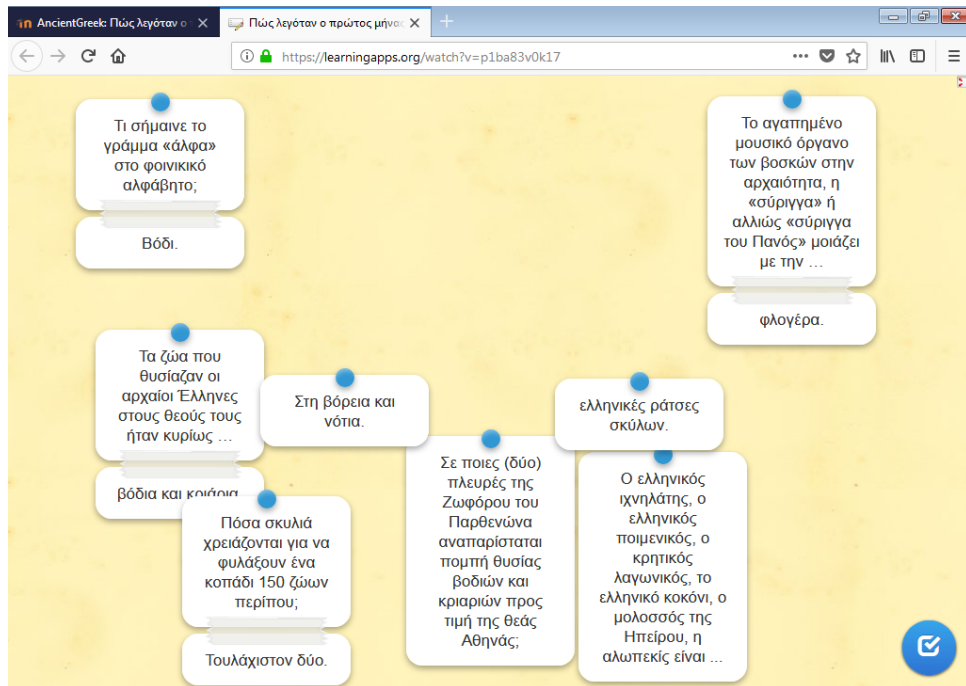 AncientGreek: Πώς λεγόταν ο π
Πώς λεγόταν ο πρώτος μήνας
https://learningapps.org/watch?v=p1ba83v0k17
Τι σήμαινε το
γράμμα «άλφα»
στο φοινικικό
αλφάβητο;
Βόδι.
Το αγαπημένο
μουσικό όργανο
των βοσκών στην
αρχαιότητα, η
«σύριγγα» ή
αλλιώς «σύριγγα
του Πανός» μοιάζει
με την …
φλογέρα.
Τα ζώα που
θυσίαζαν οι
αρχαίοι Έλληνες
στους θεούς τους
ήταν κυρίως …
βόδια και κριάρια.
Στη βόρεια και
νότια.
ελληνικές ράτσες
σκύλων.
Σε ποιες (δύο)
πλευρές της
Ζωφόρου του
Παρθενώνα
αναπαρίσταται
πομπή θυσίας
βοδιών και
κριαριών προς
τιμή της θεάς
Αθηνάς;
Ο ελληνικός
ιχνηλάτης, ο
ελληνικός
ποιμενικός, ο
κρητικός
λαγωνικός, το
ελληνικό κοκόνι, ο
μολοσσός της
Ηπείρου, η
αλωπεκίς είναι ...
Πόσα σκυλιά
χρειάζονται για να
φυλάξουν ένα
κοπάδι 150 ζώων
περίπου;
Τουλάχιστον δύο.